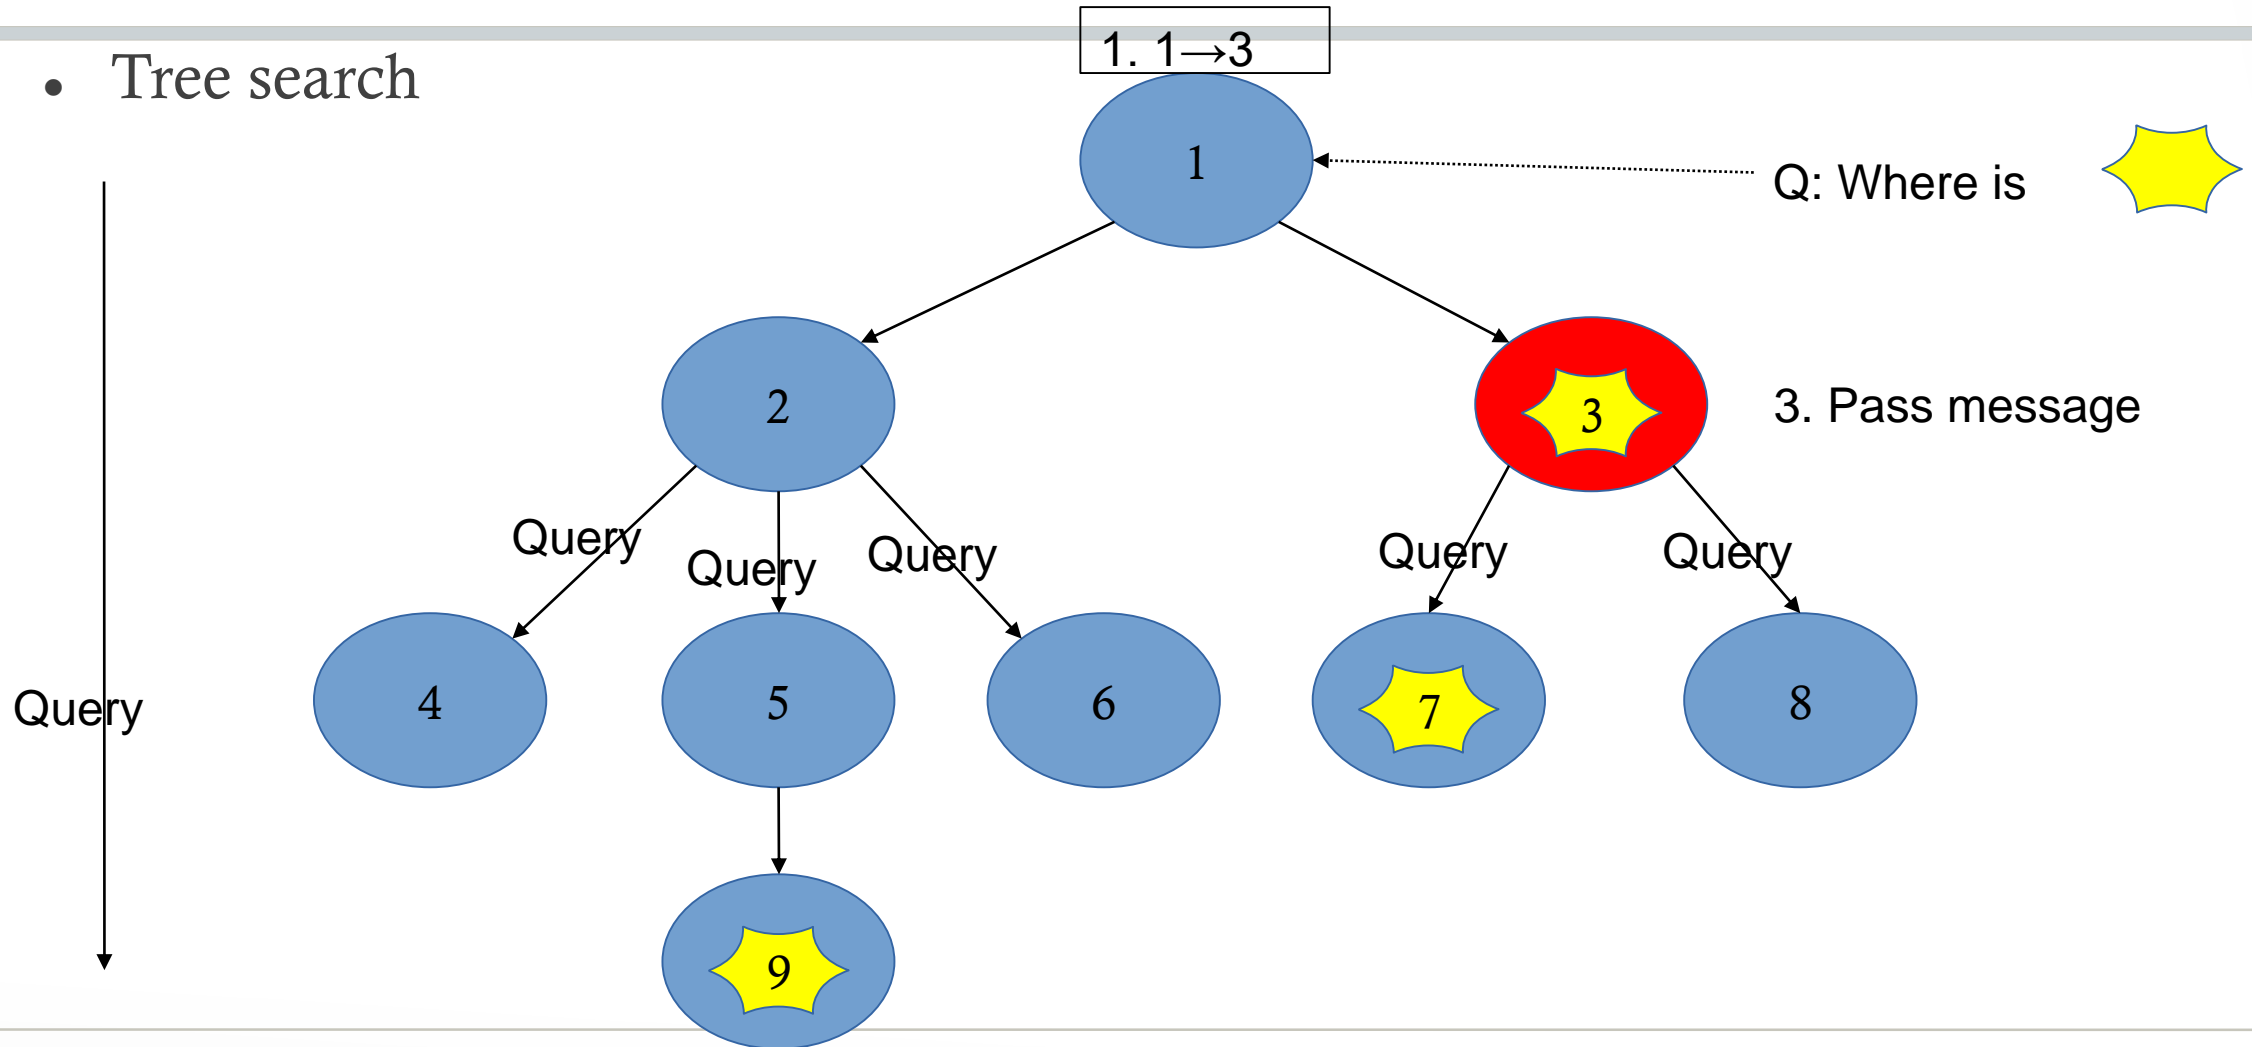 1. 1→3
• Tree search
1
Q: Where is
2
3
3. Pass message
Query
Query
Query
Query
Query
Query
4
5
6
7
8
9